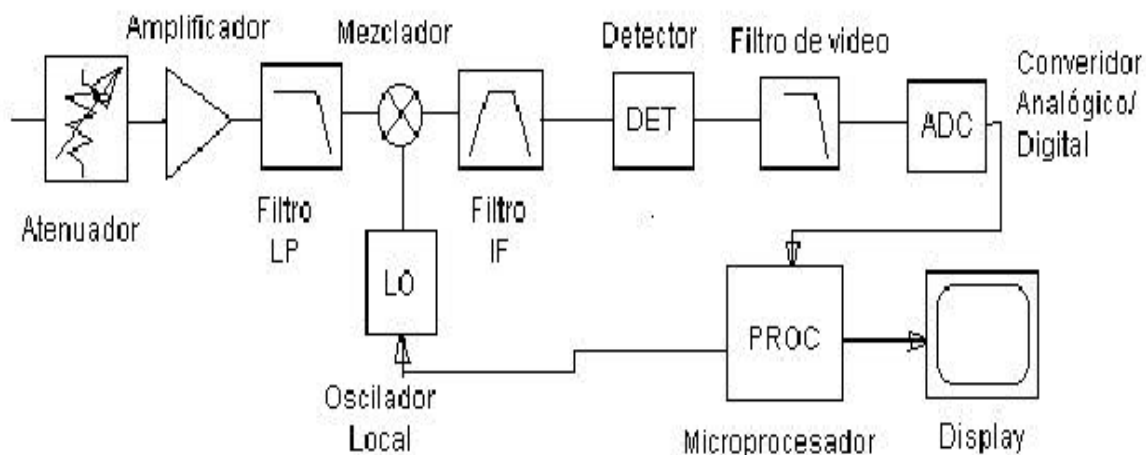 Amplificador
Mezclador
Detector
Filtro de video
Converidor
Analógico/
Digital
DET
ADC
Atenuador
Filtro
LP
Filtro
IF
LO
PROC
Oscilador
Local
Microprocesador
Display